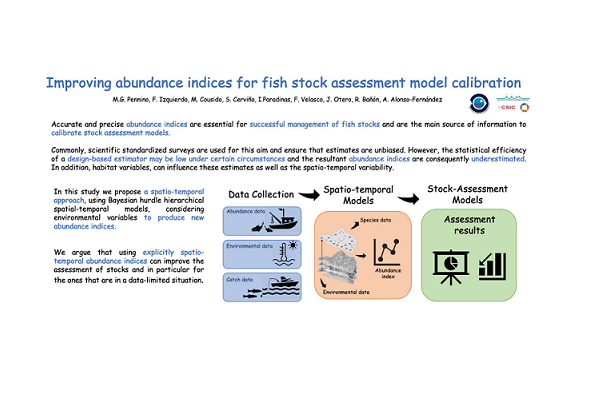 Improving abundance indices for fish stock assessment model calibration
M.G. Pennino, F. Izquierdo, M. Cousido, S. Cerviño, I.Paradinas, F. Velasco, J. Otero, R. Bañón, A. Alonso-Fernández
CSIC
Accurate and precise abundance indices are essential for successful management of fish stocks and are the main source of information to
calibrate stock assessment models.
Commonly, scientific standardized surveys are used for this aim and ensure that estimates are unbiased. However, the statistical efficiency
of a design-based estimator may be low under certain circumstances and the resultant abundance indices are consequently underestimated.
In addition, habitat variables, can influence these estimates as well as the spatio-temporal variability.
In this study we propose a spatio-temporal
approach, using Bayesian hurdle hierarchical
spatial-temporal models, considering
environmental variables to produce new
abundance indices.
We argue that using explicitly spatio-
temporal abundance indices can improve the
assessment of stocks and in particular for
the ones that are in a data-limited situation.
Data Collection
Abundance data
Environmental data
Catch data
Spatio-temporal
Models
Species data
Abundance
index
Environmental data
Stock-Assessment
Models
Assessment
results